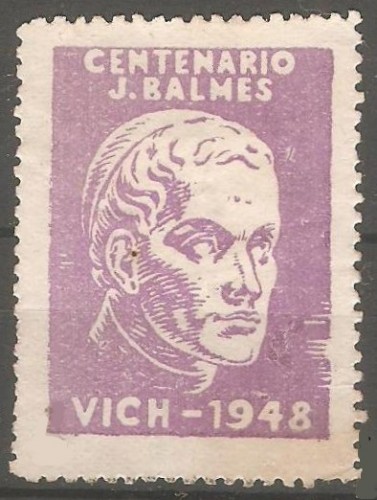 CENTENARIO
J. BALMES
VICH - 1948